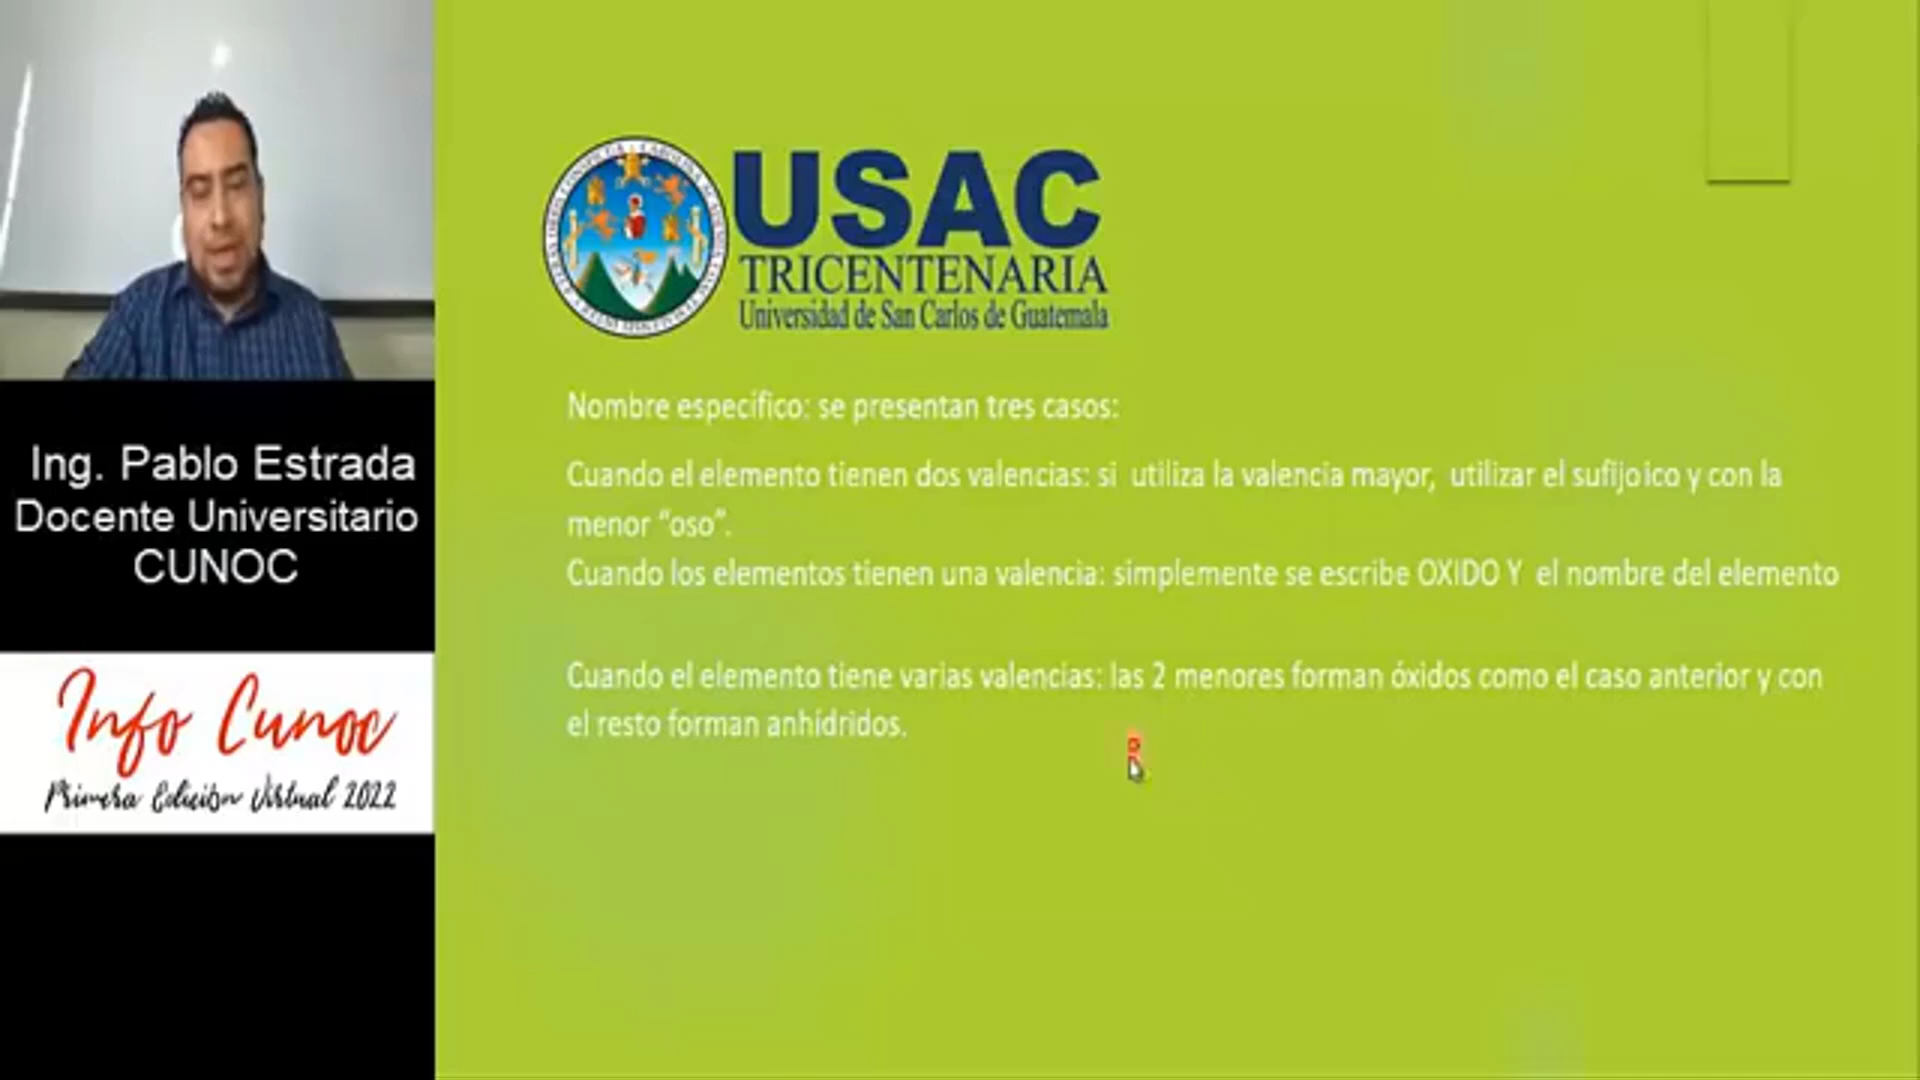 USAC
TRICENTENARIA
Universidad de San Carlos de Guatemala
Nombre específico: se presentan tres casos:
Cuando el elemento tienen dos valencias: si utiliza la valencia mayor, utilizar el sufijoico y con la
menor “oso”.
Cuando los elementos tienen una valencia: simplemente se escribe OXIDO Y el nombre del elemento
Cuando el elemento tiene varias valencias: las 2 menores forman óxidos como el caso anterior y con
el resto forman anhídridos.
Ing. Pablo Estrada
Docente Universitario
CUNOC
Info Cunoc
Primera Edición Virtual 2022